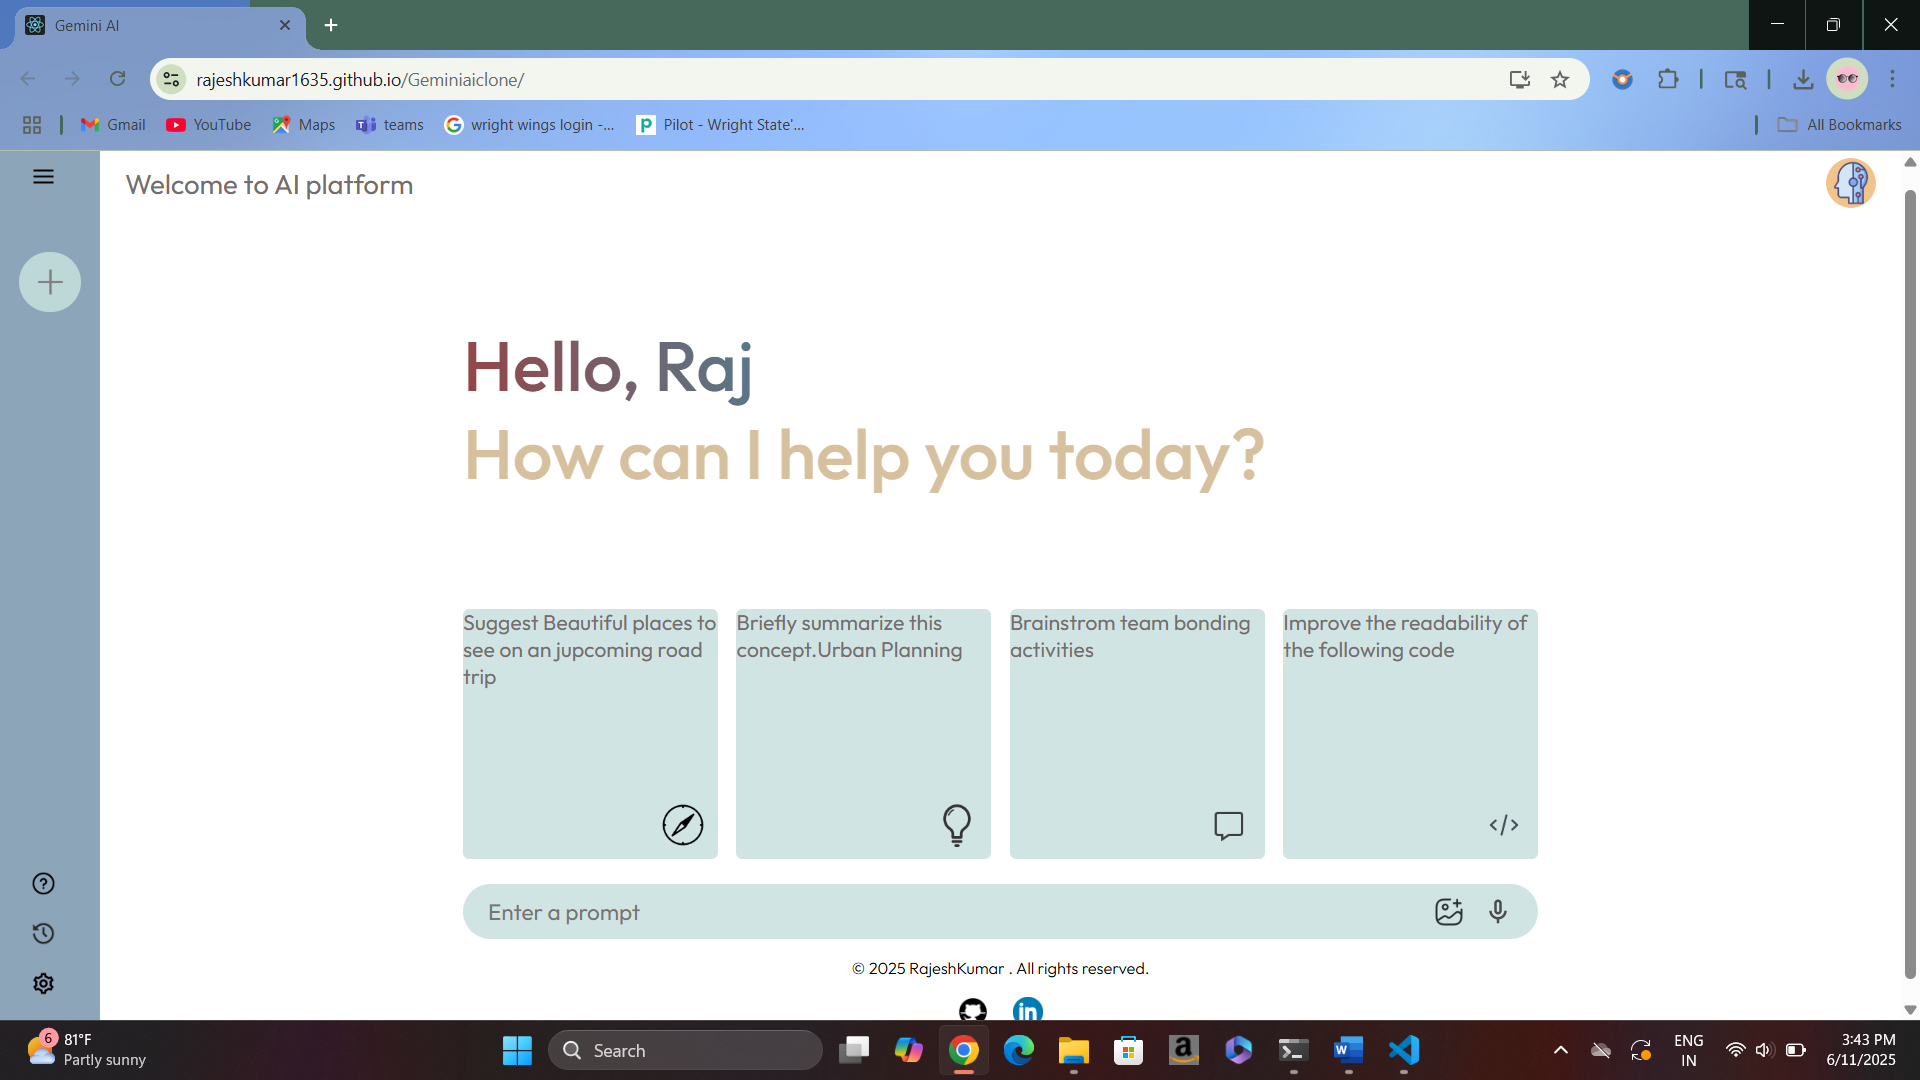 Gemini AI
rajeshkumar1635.github.io/Geminiaiclone/
Gmail
YouTube
Maps
teams
wright wings login -...
Pilot - Wright State'...
All Bookmarks
Welcome to AI platform
Hello, Raj
How can I help you today?
Suggest Beautiful places to
see on an jupcoming road
trip
Briefly summarize this
concept.Urban Planning
Brainstrom team bonding
activities
Improve the readability of
the following code
Enter a prompt
© 2025 RajeshKumar . All rights reserved.
6
81°F
Partly sunny
Search
ENG
IN
3:43 PM
6/11/2025